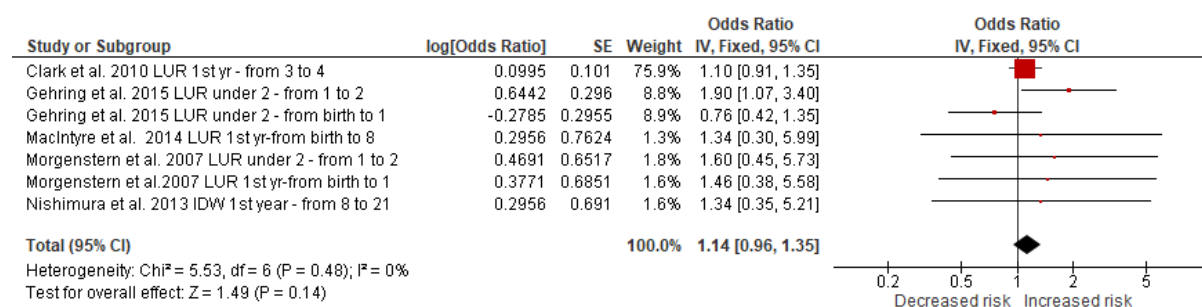 Odds Ratio Odds Ratio
Study or Subgroup log[Odds Ratio] SE Weight IV, Fixed, 95% CI IV, Fixed, 95% CI
Clark et al. 2010 LUR 1st yr - from 3 to 4 0.0995 0.101 75.9% 1.10 [0.91, 1.35]
Gehring et al. 2015 LUR under 2 - from 1 to 2 0.6442 0.296 8.8% 1.90 [1.07, 3.40]
Gehring et al. 2015 LUR under 2 - from birth to 1 -0.2785 0.2955 8.9% 0.76 [0.42, 1.35]
MacIntyre et al. 2014 LUR 1st yr-from birth to 8 0.2956 0.7624 1.3% 1.34 [0.30, 5.99]
Morgenstern et al. 2007 LUR under 2 - from 1 to 2 0.4691 0.6517 1.8% 1.60 [0.45, 5.73]
Morgenstern et al.2007 LUR 1st yr-from birth to 1 0.3771 0.6851 1.6% 1.46 [0.38, 5.58]
Nishimura et al. 2013 IDW 1st year - from 8 to 21 0.2956 0.691 1.6% 1.34 [0.35, 5.21]
Total (95% CI) 100.0% 1.14 [0.96, 1.35]
Heterogeneity: Chi² = 5.53, df = 6 (P = 0.48); I² = 0%
Test for overall effect: Z = 1.49 (P = 0.14)
0.2 0.5 1 2 5
Decreased risk Increased risk